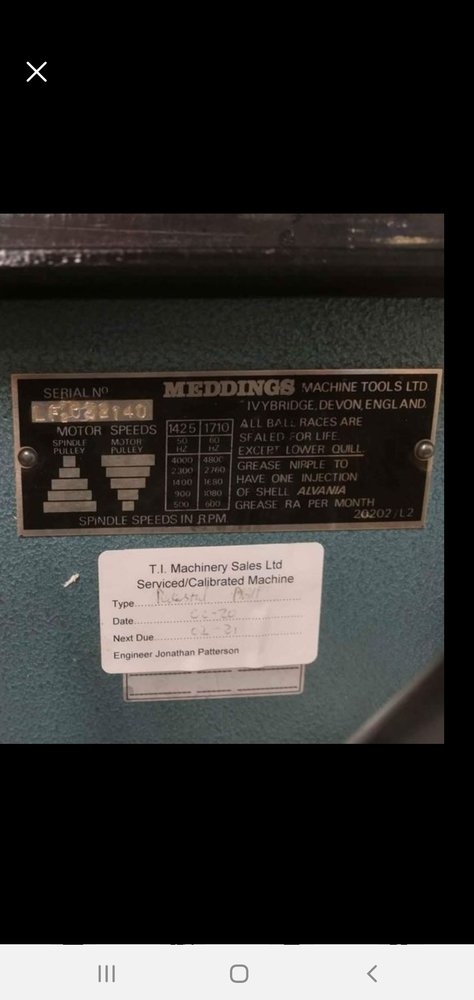 SERIAL Nº
MEDDINGS MACHINE TOOLS LTD.
IVYBRIDGE, DEVON, ENGLAND.
MOTOR SPEEDS 1425 1710
SPINDLE PULLEY MOTOR PULLEY 50 HZ 60 HZ
4000 4800
2300 2760
1400 1680
900 1080
500 600
SPINDLE SPEEDS IN R.P.M.
ALL BALL RACES ARE
SEALED FOR LIFE
EXCEPT LOWER QUILL.
GREASE NIPPLE TO
HAVE ONE INJECTION
OF SHELL ALVANIA
GREASE RA PER MONTH
20202/L2
T.I. Machinery Sales Ltd
Serviced/Calibrated Machine
Type
Date
Next Due
Engineer Jonathan Patterson